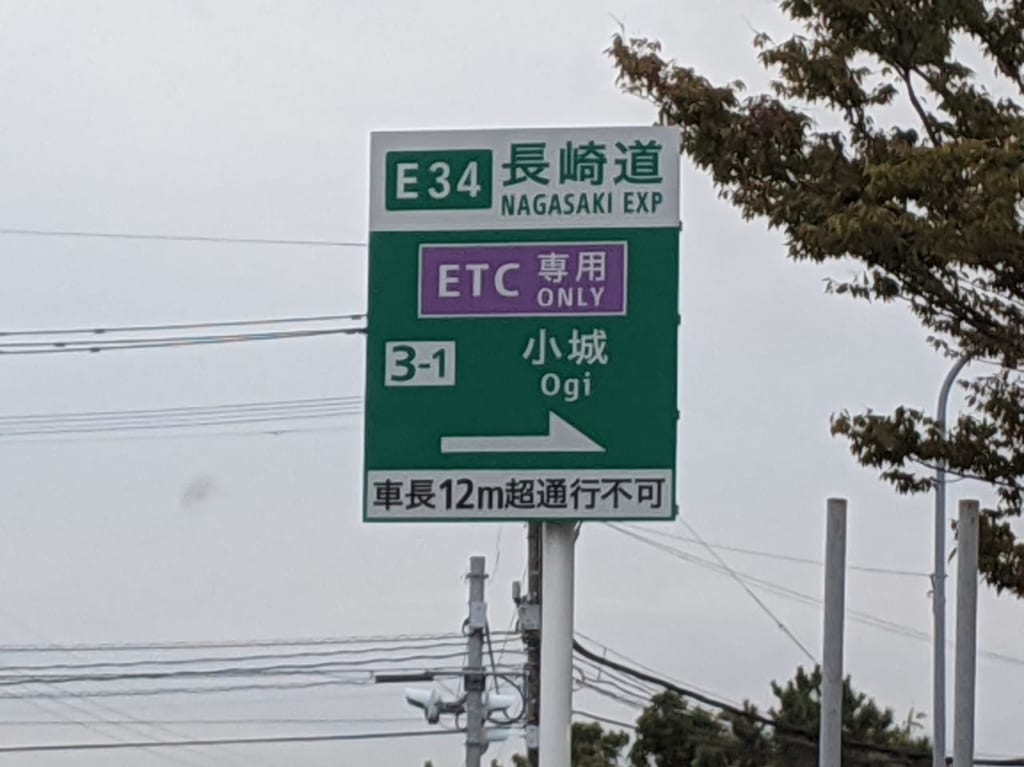 E34 長崎道
NAGASAKI EXP
ETC 専用
ONLY
3-1 小城
Ogi
車長12m超通行不可